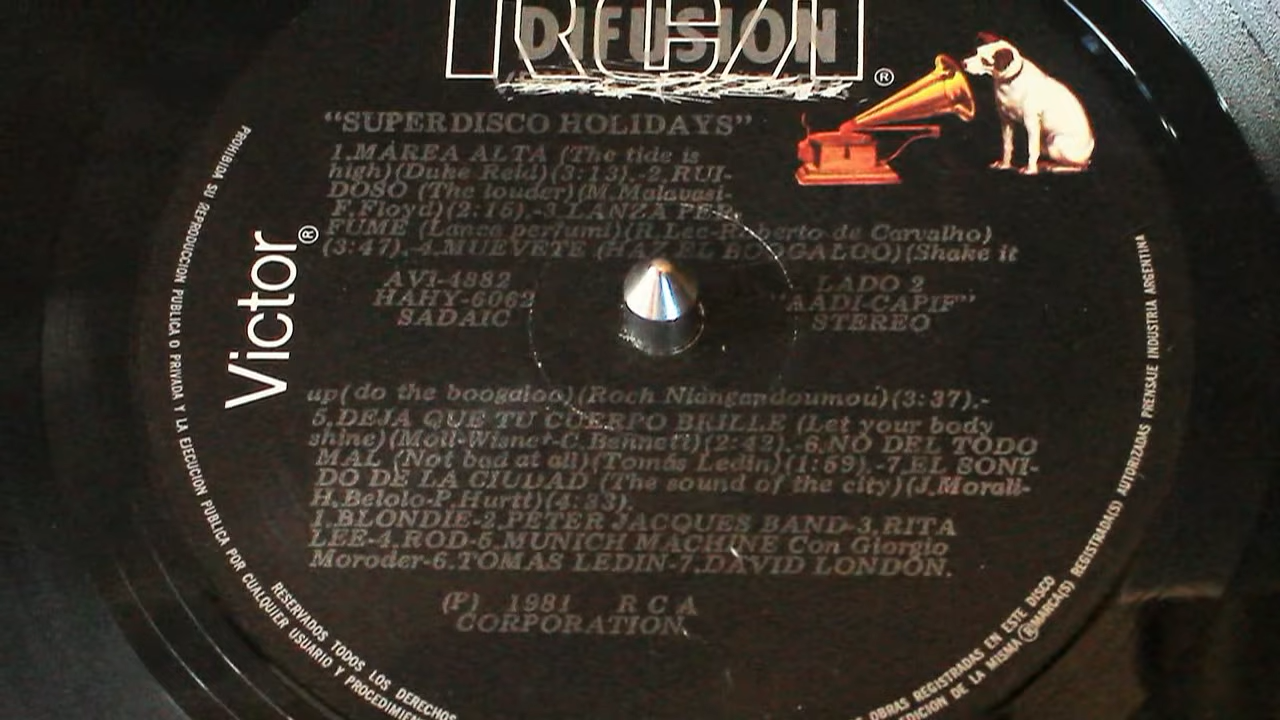 RCA
DIFUSION
®
"SUPERDISCO HOLIDAYS"
1.MAREA ALTA (The tide is
high)(Duke Reid)(3:13).-2.RUI-
DOSO (The louder)(M.Malavasi-
F.Floyd)(2:15).-3.LANZA PER-
FUME (Lanca perfumi)(R.Lee-Roberto de Carvalho)
(3:47).-4.MUEVETE (HAZ EL BOOGALOO)(Shake it
AVI-4882
HAHY-6062
SADAIC
LADO 2
"AADI-CAPIF"
STEREO
up(do the boogaloo)(Roch Niangandoumou)(3:37).-
5.DEJA QUE TU CUERPO BRILLE (Let your body
shine)(Moll-Wisnet-C.Bennett)(2:42).-6.NO DEL TODO
MAL (Not bad at all)(Tomás Ledin)(1:59).-7.EL SONI-
DO DE LA CIUDAD (The sound of the city)(J.Morali-
H.Belolo-P.Hurtt)(4:33).
1.BLONDIE-2.PETER JACQUES BAND-3.RITA
LEE-4.ROD-5.MUNICH MACHINE Con Giorgio
Moroder-6.TOMAS LEDIN-7.DAVID LONDON.
(P) 1981 RCA
CORPORATION.
Victor®
PROHIBIDA SU REPRODUCCION PUBLICA O PRIVADA Y LA EJECUCION PUBLICA POR CUALQUIER USUARIO Y
RESERVADOS TODOS LOS DERECHOS
OBRAS REGISTRADAS EN ESTE DISCO
DE LA MISMA ® MARCA(S) REGISTRADA(S) AUTORIZADAS PRENSAJE INDUSTRIA ARGENTINA